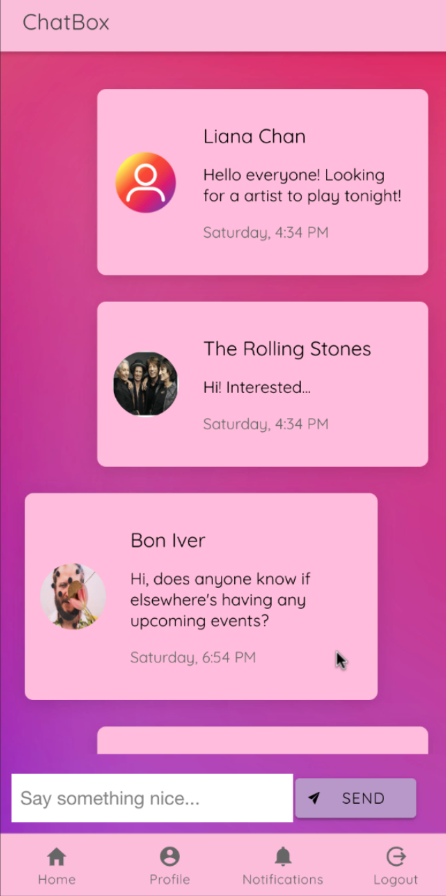 ChatBox
Liana Chan
Hello everyone! Looking
for a artist to play tonight!
Saturday, 4:34 PM
The Rolling Stones
Hi! Interested...
Saturday, 4:34 PM
Bon Iver
Hi, does anyone know if
elsewhere's having any
upcoming events?
Saturday, 6:54 PM
Say something nice...
SEND
Home
Profile
Notifications
Logout